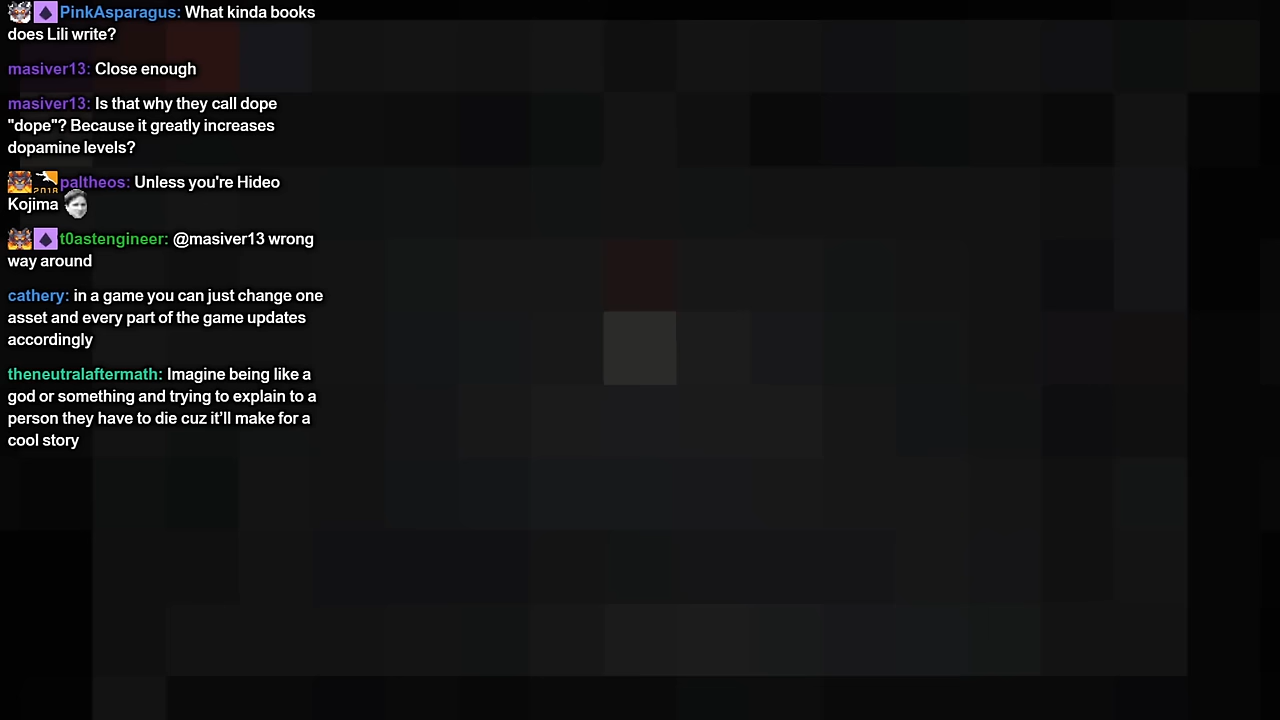 PinkAsparagus: What kinda books
does Lili write?
masiver13: Close enough
masiver13: Is that why they call dope
"dope"? Because it greatly increases
dopamine levels?
2018 paltheos: Unless you're Hideo
Kojima
t0astengineer: @masiver13 wrong
way around
cathery: in a game you can just change one
asset and every part of the game updates
accordingly
theneutralaftermath: Imagine being like a
god or something and trying to explain to a
person they have to die cuz it'll make for a
cool story